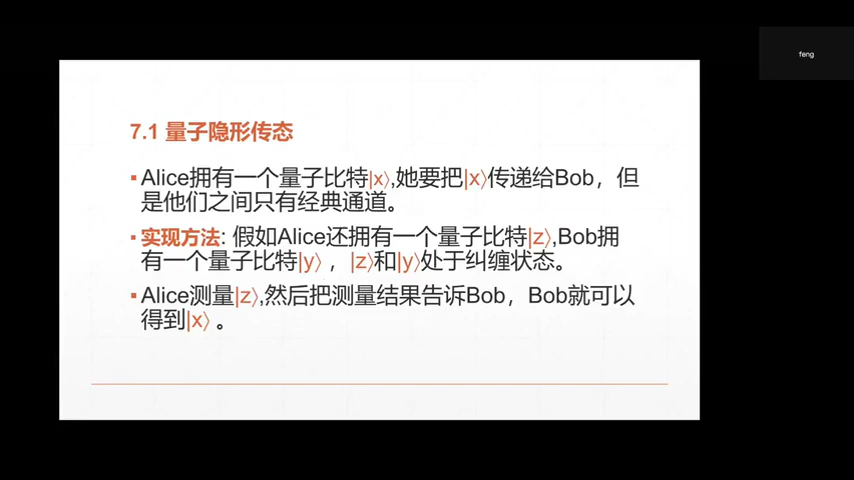 feng
7.1 量子隐形传态
▪Alice拥有一个量子比特|x⟩,她要把|x⟩传递给Bob，但
是他们之间只有经典通道。
▪实现方法: 假如Alice还拥有一个量子比特|z⟩,Bob拥
有一个量子比特|y⟩ ，|z⟩和|y⟩处于纠缠状态。
▪Alice测量|z⟩,然后把测量结果告诉Bob，Bob就可以
得到|x⟩ 。